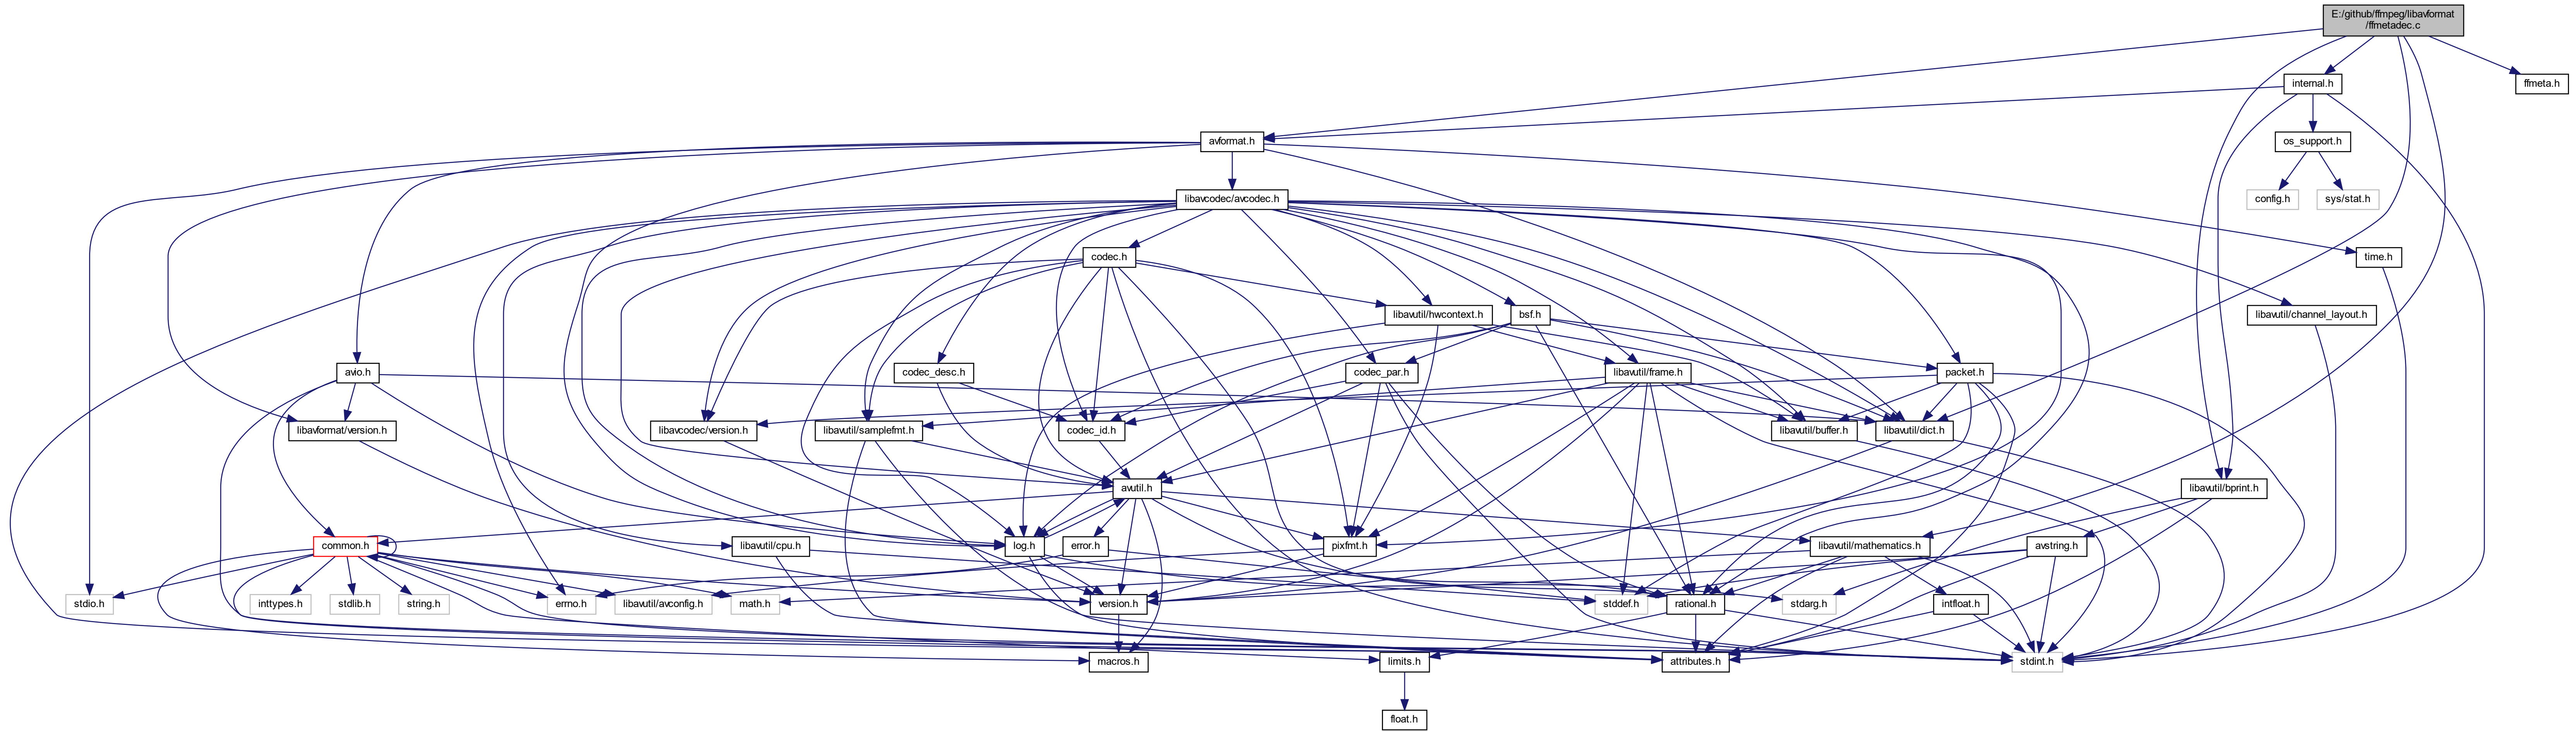 E:/github/ffmpeg/libavformat
/ffmetadec.c
internal.h
ffmeta.h
avformat.h
os_support.h
libavcodec/avcodec.h
config.h
sys/stat.h
codec.h
time.h
libavutil/hwcontext.h
bsf.h
libavutil/channel_layout.h
avio.h
codec_desc.h
codec_par.h
libavutil/frame.h
packet.h
libavformat/version.h
libavcodec/version.h
libavutil/samplefmt.h
codec_id.h
libavutil/buffer.h
libavutil/dict.h
avutil.h
libavutil/bprint.h
common.h
libavutil/cpu.h
log.h
error.h
pixfmt.h
libavutil/mathematics.h
avstring.h
stdio.h
inttypes.h
stdlib.h
string.h
errno.h
libavutil/avconfig.h
math.h
version.h
stddef.h
rational.h
stdarg.h
intfloat.h
macros.h
limits.h
attributes.h
stdint.h
float.h